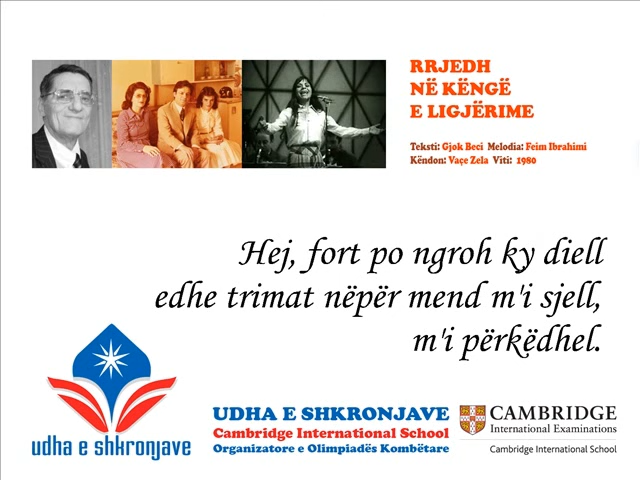 RRJEDH
NË KËNGË
E LIGJËRIME
Teksti: Gjok Beci Melodia: Feim Ibrahimi
Këndon: Vaçe Zela Viti: 1980
Hej, fort po ngroh ky diell
edhe trimat nëpër mend m'i sjell,
m'i përkëdhel.
udha e shkronjave
UDHA E SHKRONJAVE
Cambridge International School
Organizatore e Olimpiadës Kombëtare
CAMBRIDGE
International Examinations
Cambridge International School